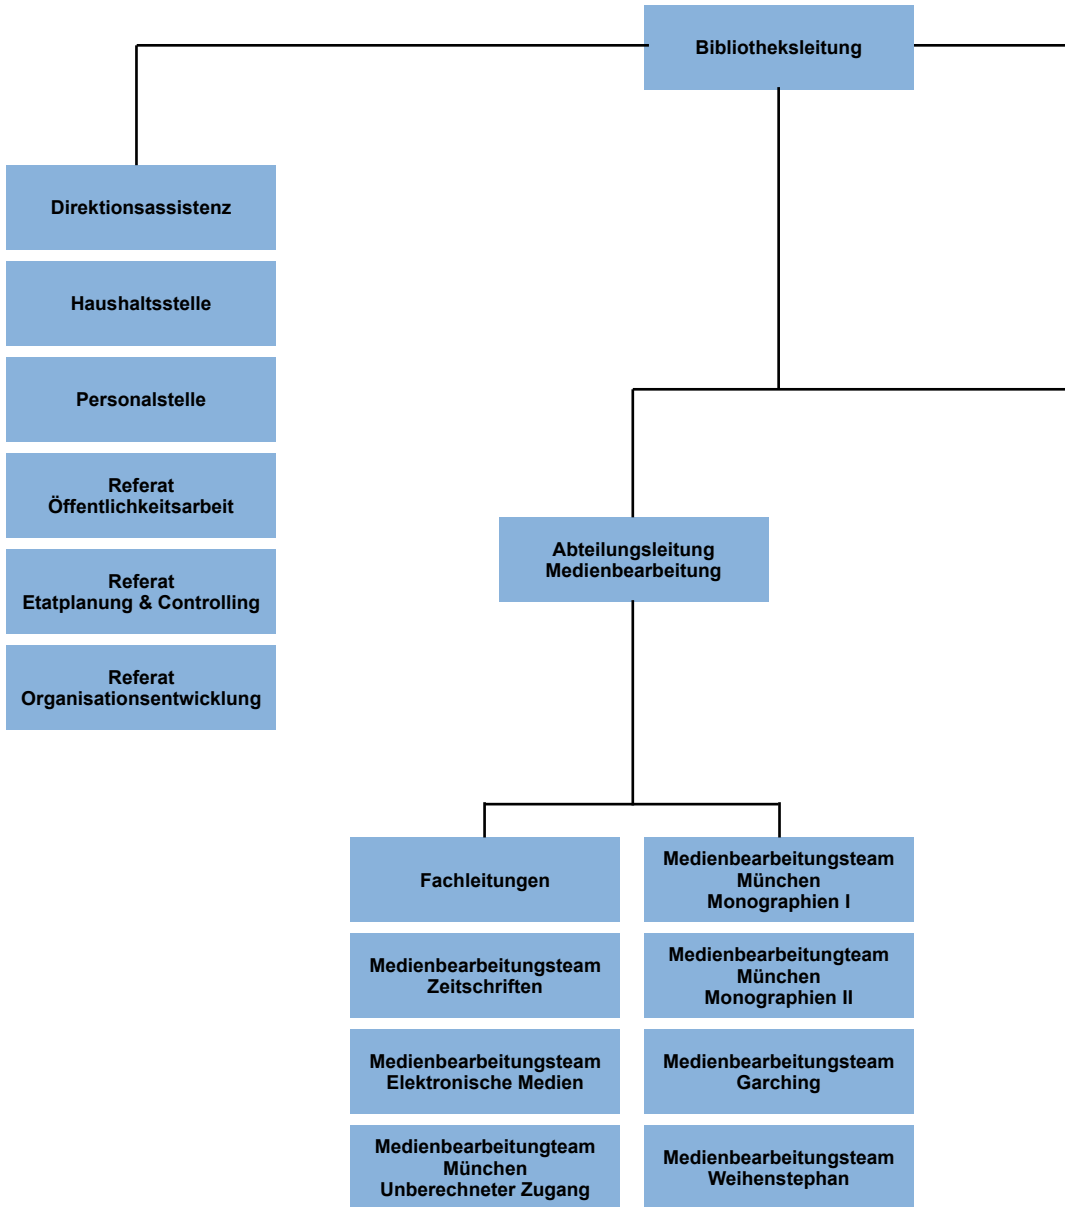 Bibliotheksleitung
Direktionsassistenz
Haushaltsstelle
Personalstelle
Referat
Öffentlichkeitsarbeit
Referat
Etatplanung & Controlling
Referat
Organisationsentwicklung
Abteilungsleitung
Medienbearbeitung
Fachleitungen
Medienbearbeitungsteam
Zeitschriften
Medienbearbeitungsteam
Elektronische Medien
Medienbearbeitungteam
München
Unberechneter Zugang
Medienbearbeitungsteam
München
Monographien I
Medienbearbeitungteam
München
Monographien II
Medienbearbeitungsteam
Garching
Medienbearbeitungsteam
Weihenstephan